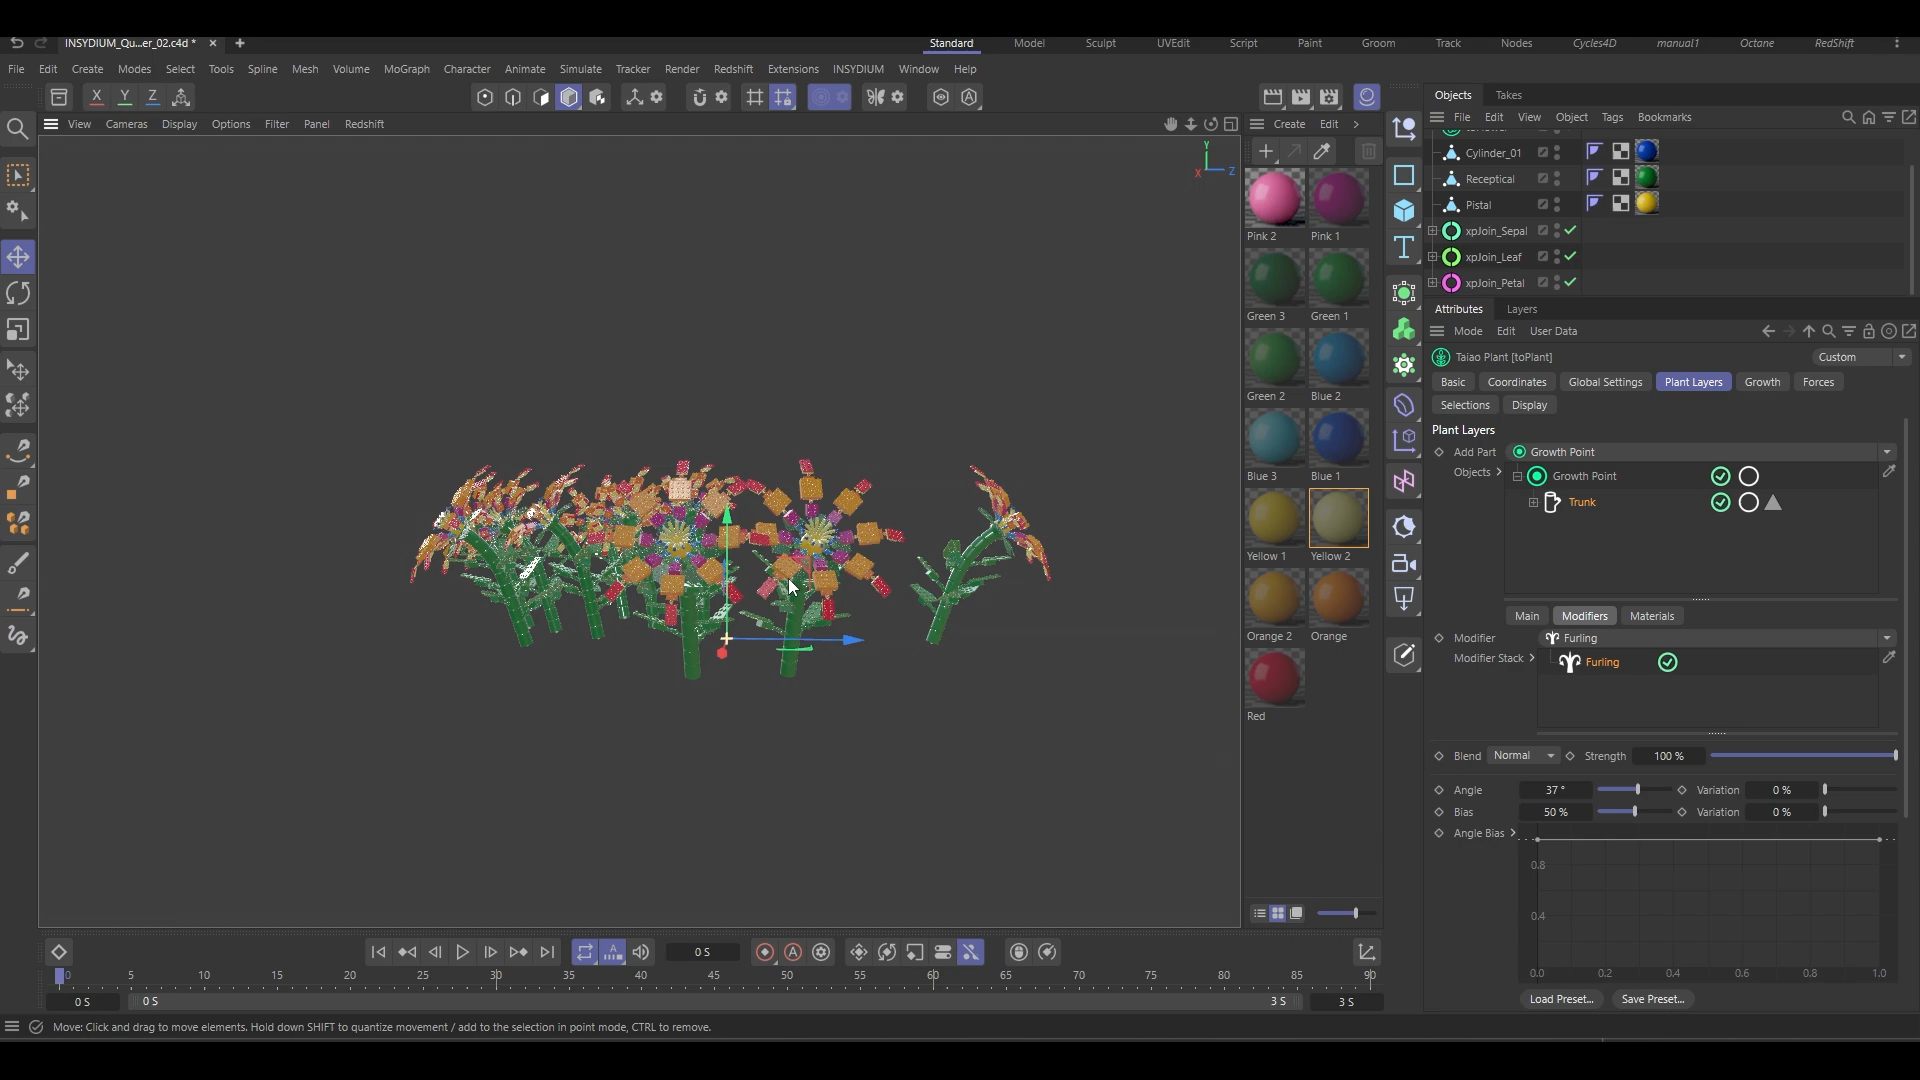 INSYDIUM_Qu...er_02.c4d *
Standard Model Sculpt UVEdit Script Paint Groom Track Nodes Cycles4D manual1 Octane RedShift
File Edit Create Modes Select Tools Spline Mesh Volume MoGraph Character Animate Simulate Tracker Render Redshift Extensions INSYDIUM Window Help
X Y Z
Objects Takes
File Edit View Object Tags Bookmarks
View Cameras Display Options Filter Panel Redshift
Create Edit >
Y
X Z
Cylinder_01
Receptical
Pistal
xpJoin_Sepal
xpJoin_Leaf
xpJoin_Petal
Pink 2 Pink 1
Green 3 Green 1
Green 2 Blue 2
Blue 3 Blue 1
Yellow 1 Yellow 2
Orange 2 Orange
Red
Attributes Layers
Mode Edit User Data
Taiao Plant [toPlant] Custom
Basic Coordinates Global Settings Plant Layers Growth Forces
Selections Display
Plant Layers
Add Part Growth Point
Objects > Growth Point
Trunk
Main Modifiers Materials
Modifier Furling
Modifier Stack > Furling
Blend Normal Strength 100 %
Angle 37 ° Variation 0 %
Bias 50 % Variation 0 %
Angle Bias >
0.8
0.4
0.0 0.2 0.4 0.6 0.8 1.0
Load Preset... Save Preset...
0 S
0 5 10 15 20 25 30 35 40 45 50 55 60 65 70 75 80 85 90
0 S 0 S 3 S 3 S
Move: Click and drag to move elements. Hold down SHIFT to quantize movement / add to the selection in point mode, CTRL to remove.